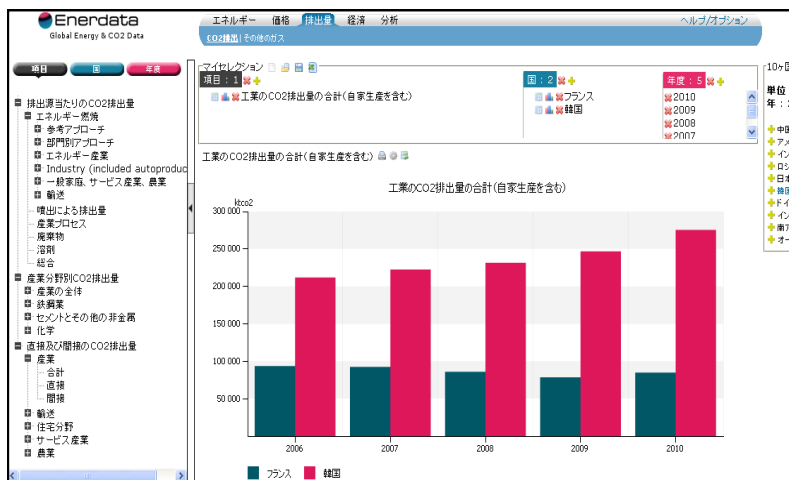 Enerdata
Global Energy & CO2 Data
エネルギー 価格 排出量 経済 分析
ヘルプ/オプション
CO2排出 | その他のガス
項目 国 年度
排出源当たりのCO2排出量
エネルギー燃焼
参考アプローチ
部門別アプローチ
エネルギー産業
Industry (included autoproduc
一般家庭、サービス産業、農業
輸送
噴出による排出量
産業プロセス
廃棄物
溶剤
総合
産業分野別CO2排出量
産業の全体
鉄鋼業
セメントとその他の非金属
化学
直接及び間接のCO2排出量
産業
合計
直接
間接
輸送
住宅分野
サービス産業
農業
マイセレクション
項目 : 1
工業のCO2排出量の合計(自家生産を含む)
国 : 2
フランス
韓国
年度 : 5
2010
2009
2008
2007
工業のCO2排出量の合計(自家生産を含む)
工業のCO2排出量の合計(自家生産を含む)
ktco2
300 000
250 000
200 000
150 000
100 000
50 000
2006 2007 2008 2009 2010
フランス 韓国
10ヶ国
単位
年 :
中国
アメ
イン
ロシ
日本
韓国
ドイ
イン
南ア
オー